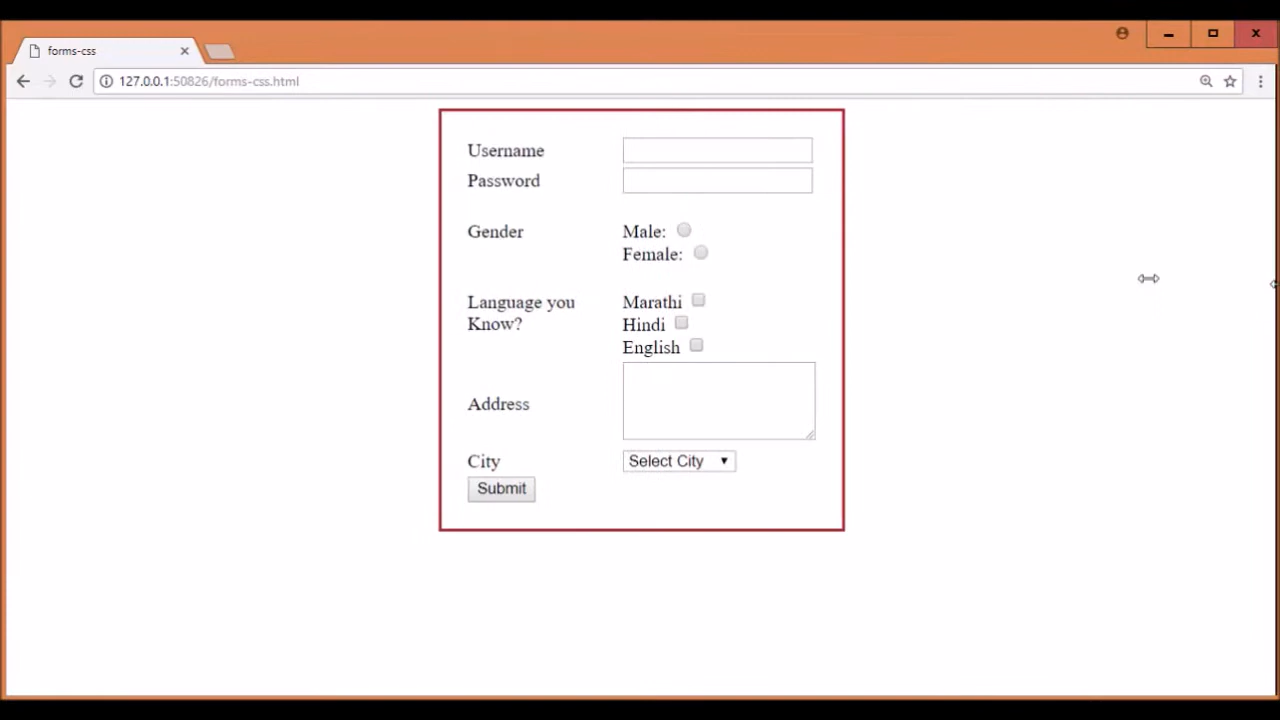 forms-css
127.0.0.1:50826/forms-css.html
Username
Password
Gender Male:
Female:
Language you Marathi
Know? Hindi
English
Address
City Select City
Submit